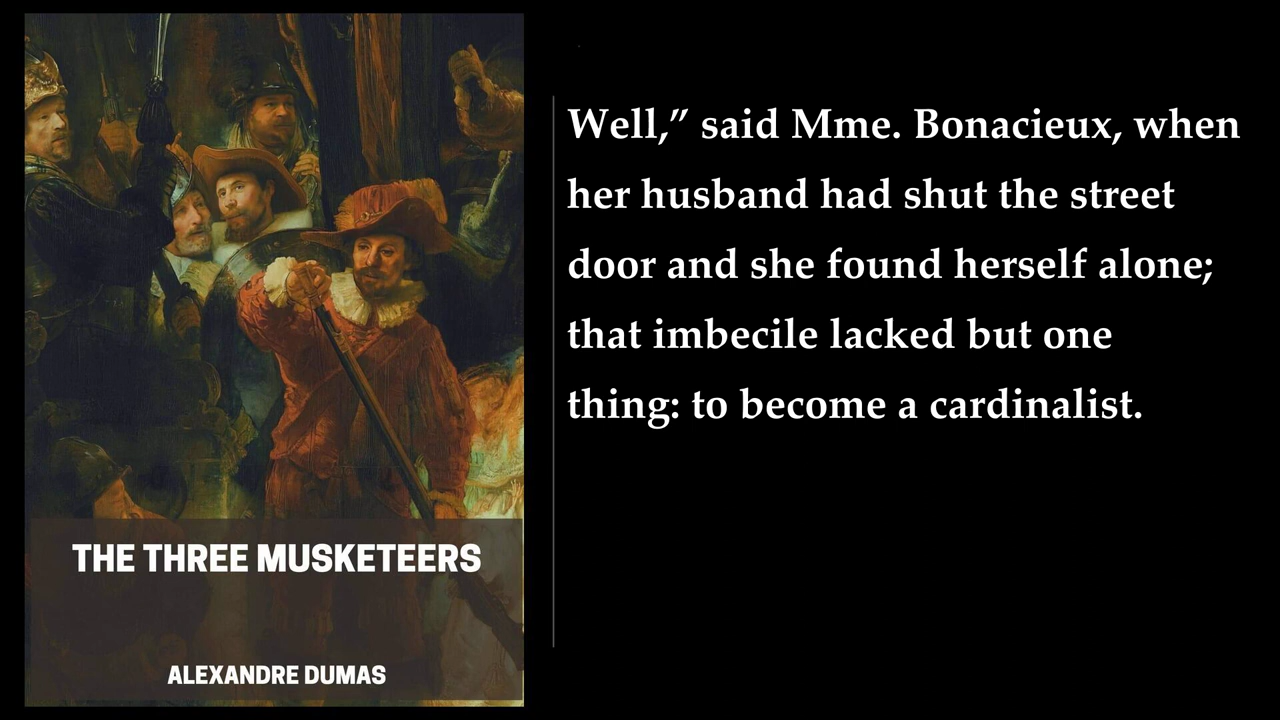 Well,” said Mme. Bonacieux, when
her husband had shut the street
door and she found herself alone;
that imbecile lacked but one
thing: to become a cardinalist.
THE THREE MUSKETEERS
ALEXANDRE DUMAS